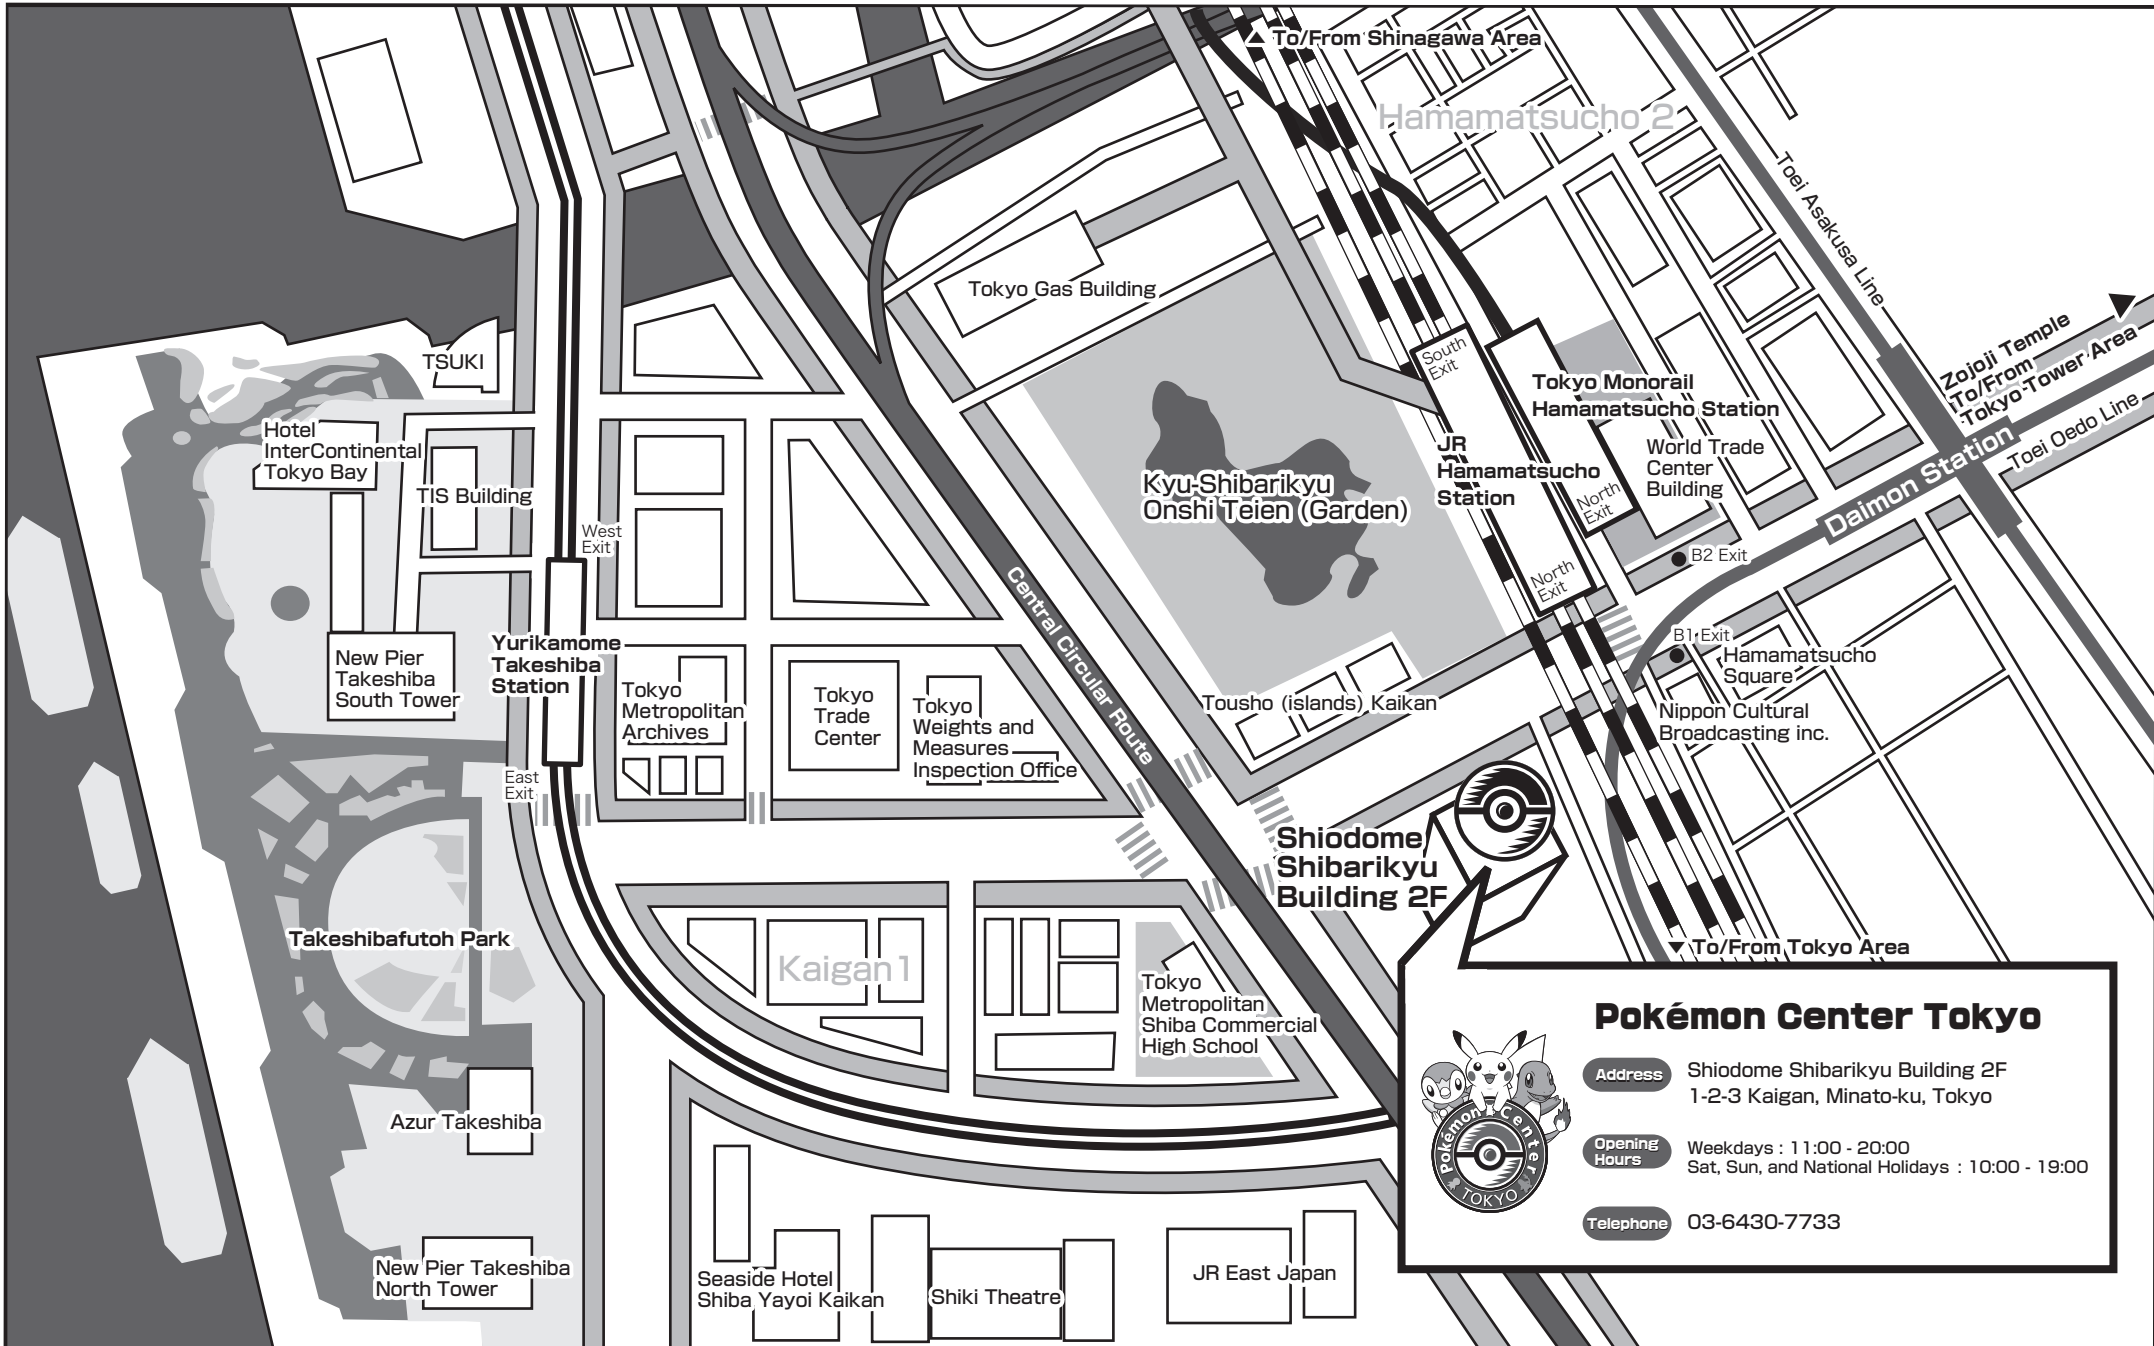 To/From Shinagawa Area
Hamamatsucho 2
Toei Asakusa Line
Tokyo Gas Building
Zojoji Temple
To/From
Tokyo Tower Area
TSUKI
South
Exit
Tokyo Monorail
Hamamatsucho Station
Toei Oedo Line
Hotel
InterContinental
Tokyo Bay
JR
Hamamatsucho
Station
World Trade
Center
Building
Daimon Station
TIS Building
Kyu-Shibarikyu
Onshi Teien (Garden)
North
Exit
West
Exit
B2 Exit
North
Exit
Central Circular Route
Yurikamome
Takeshiba
Station
New Pier
Takeshiba
South Tower
B1 Exit
Hamamatsucho
Square
Tokyo
Metropolitan
Archives
Tokyo
Trade
Center
Tokyo
Weights and
Measures
Inspection Office
Tousho (islands) Kaikan
Nippon Cultural
Broadcasting inc.
East
Exit
Shiodome
Shibarikyu
Building 2F
Takeshibafutoh Park
To/From Tokyo Area
Kaigan1
Tokyo
Metropolitan
Shiba Commercial
High School
Pokémon Center Tokyo
Address
Shiodome Shibarikyu Building 2F
1-2-3 Kaigan, Minato-ku, Tokyo
Opening
Hours
Weekdays : 11:00 - 20:00
Sat, Sun, and National Holidays : 10:00 - 19:00
Telephone
03-6430-7733
Pokémon Center
TOKYO
Azur Takeshiba
New Pier Takeshiba
North Tower
Seaside Hotel
Shiba Yayoi Kaikan
Shiki Theatre
JR East Japan